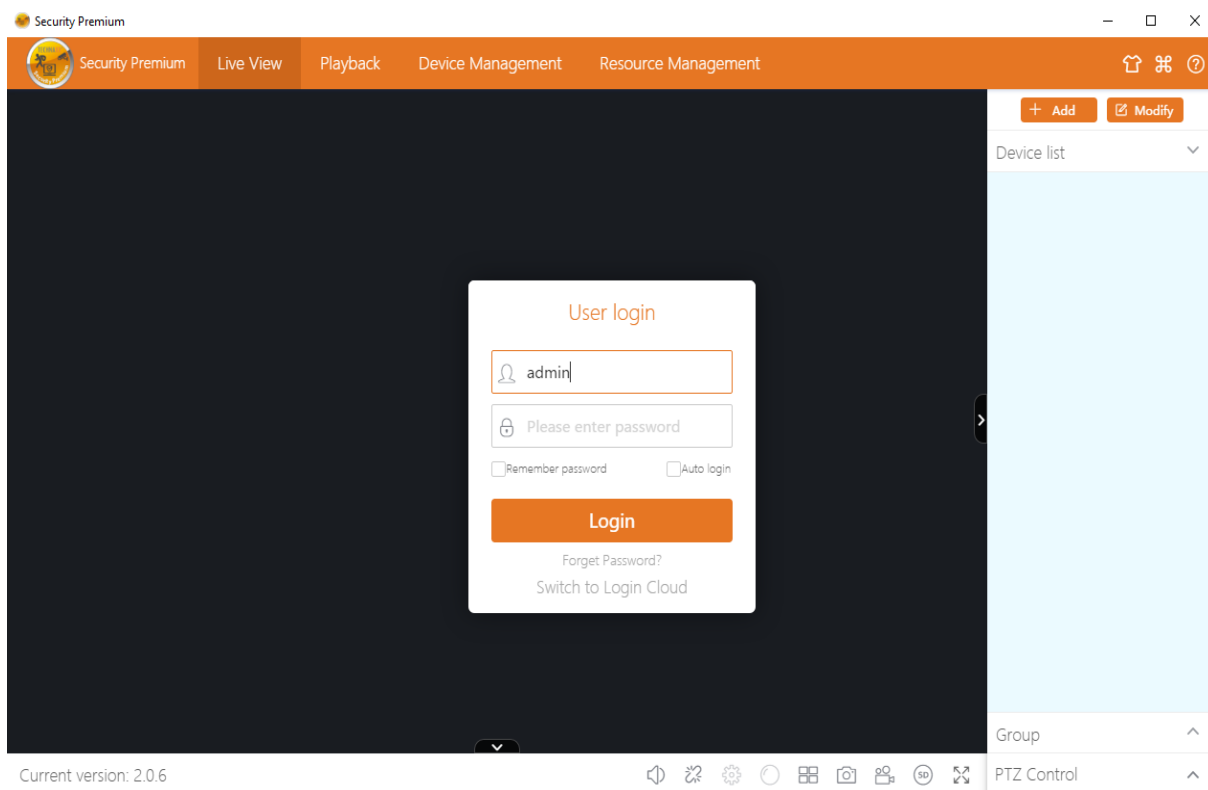 Security Premium
Security Premium Live View Playback Device Management Resource Management
Add Modify
Device list
User login
admin
Please enter password
Remember password Auto login
Login
Forget Password?
Switch to Login Cloud
Group
Current version: 2.0.6
SD
PTZ Control